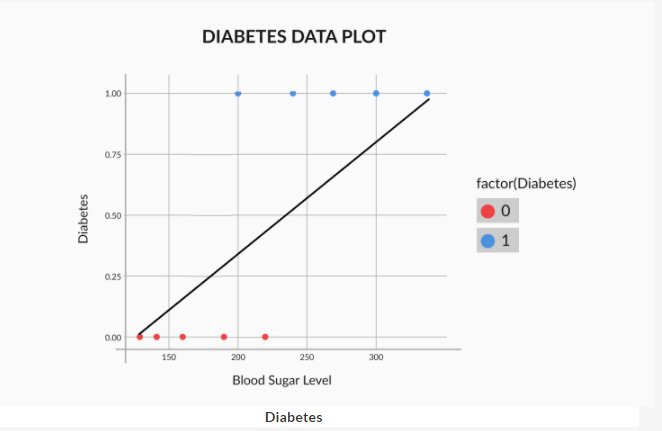 DIABETES DATA PLOT
1.00
0.75
0.50
0.25
0.00
Diabetes
150 200 250 300
Blood Sugar Level
factor(Diabetes)
0
1
Diabetes